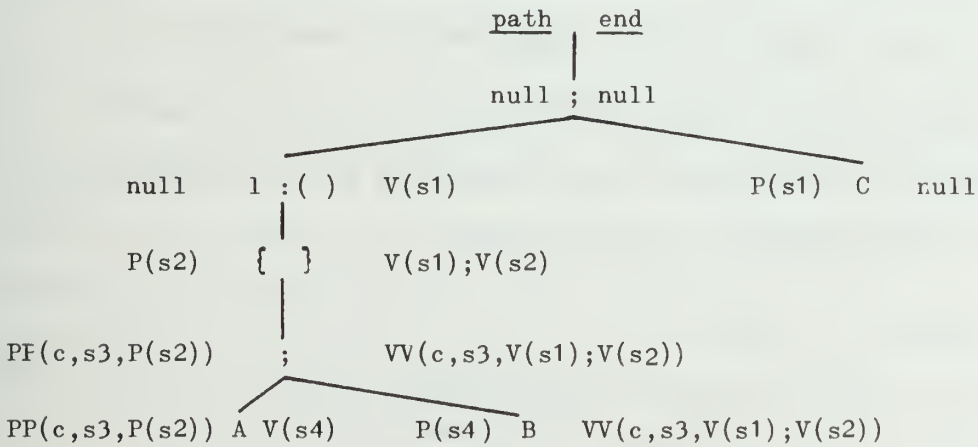 path end
null ; null
null 1 :( ) V(s1) P(s1) C null
P(s2) { } V(s1);V(s2)
PF(c,s3,P(s2)) ; VV(c,s3,V(s1);V(s2))
PP(c,s3,P(s2)) A V(s4) P(s4) B VV(c,s3,V(s1);V(s2))